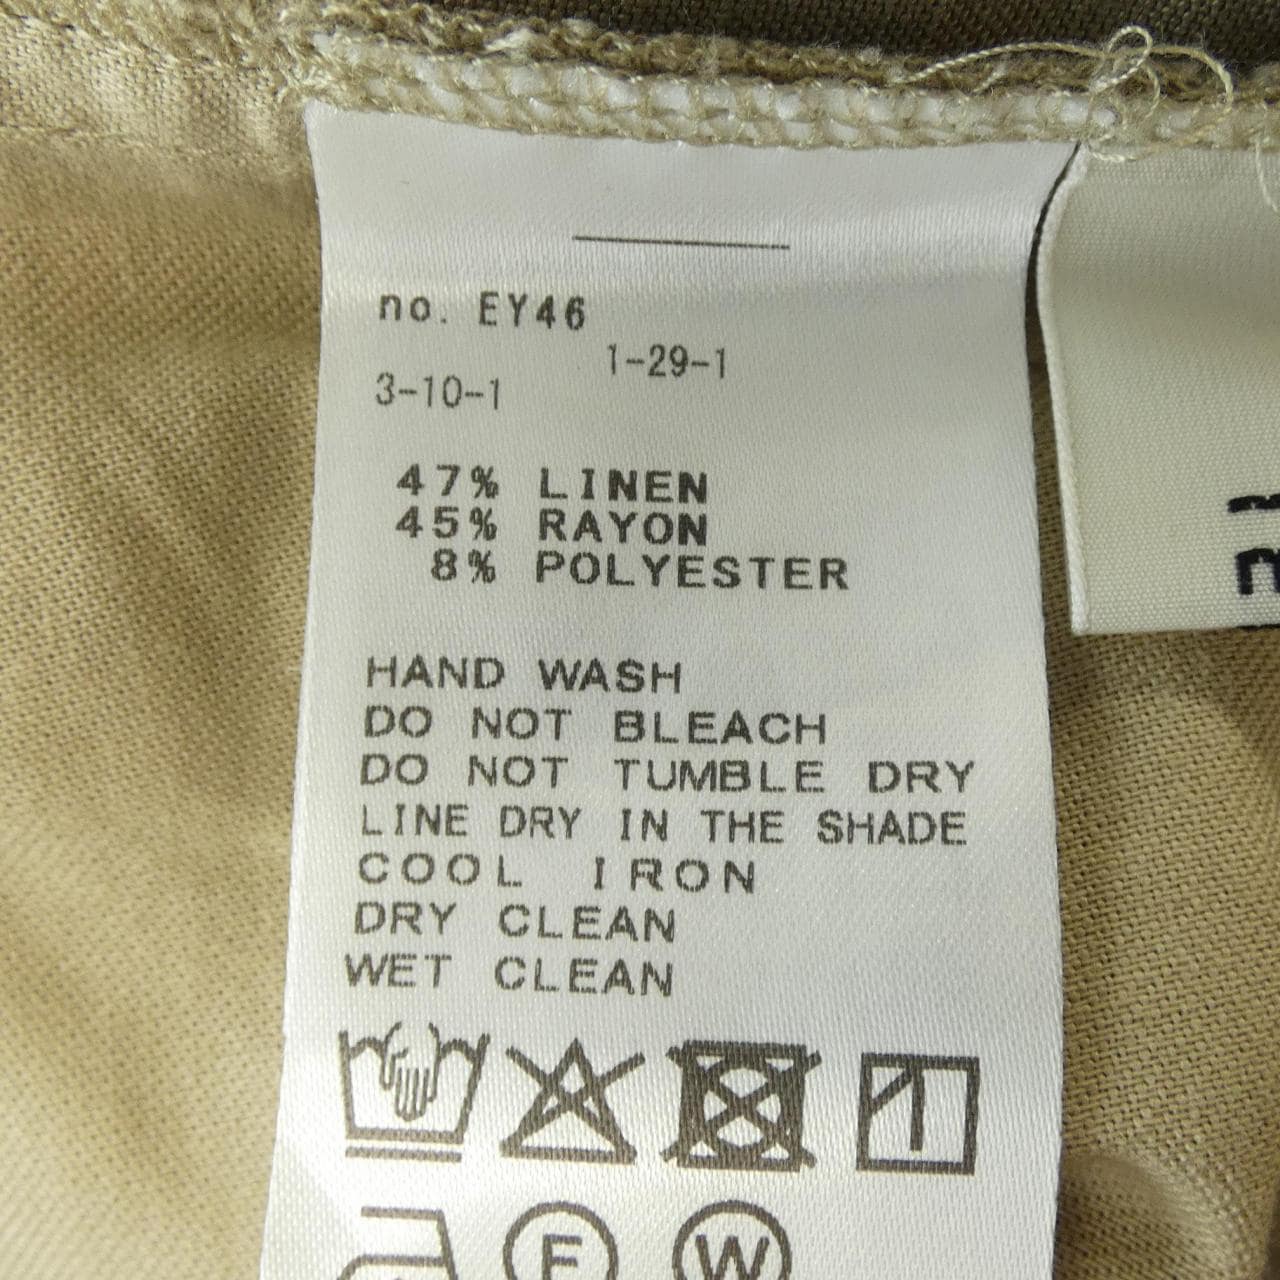 no. EY46
1-29-1
3-10-1
47% LINEN
45% RAYON
8% POLYESTER
HAND WASH
DO NOT BLEACH
DO NOT TUMBLE DRY
LINE DRY IN THE SHADE
COOL IRON
DRY CLEAN
WET CLEAN
F W